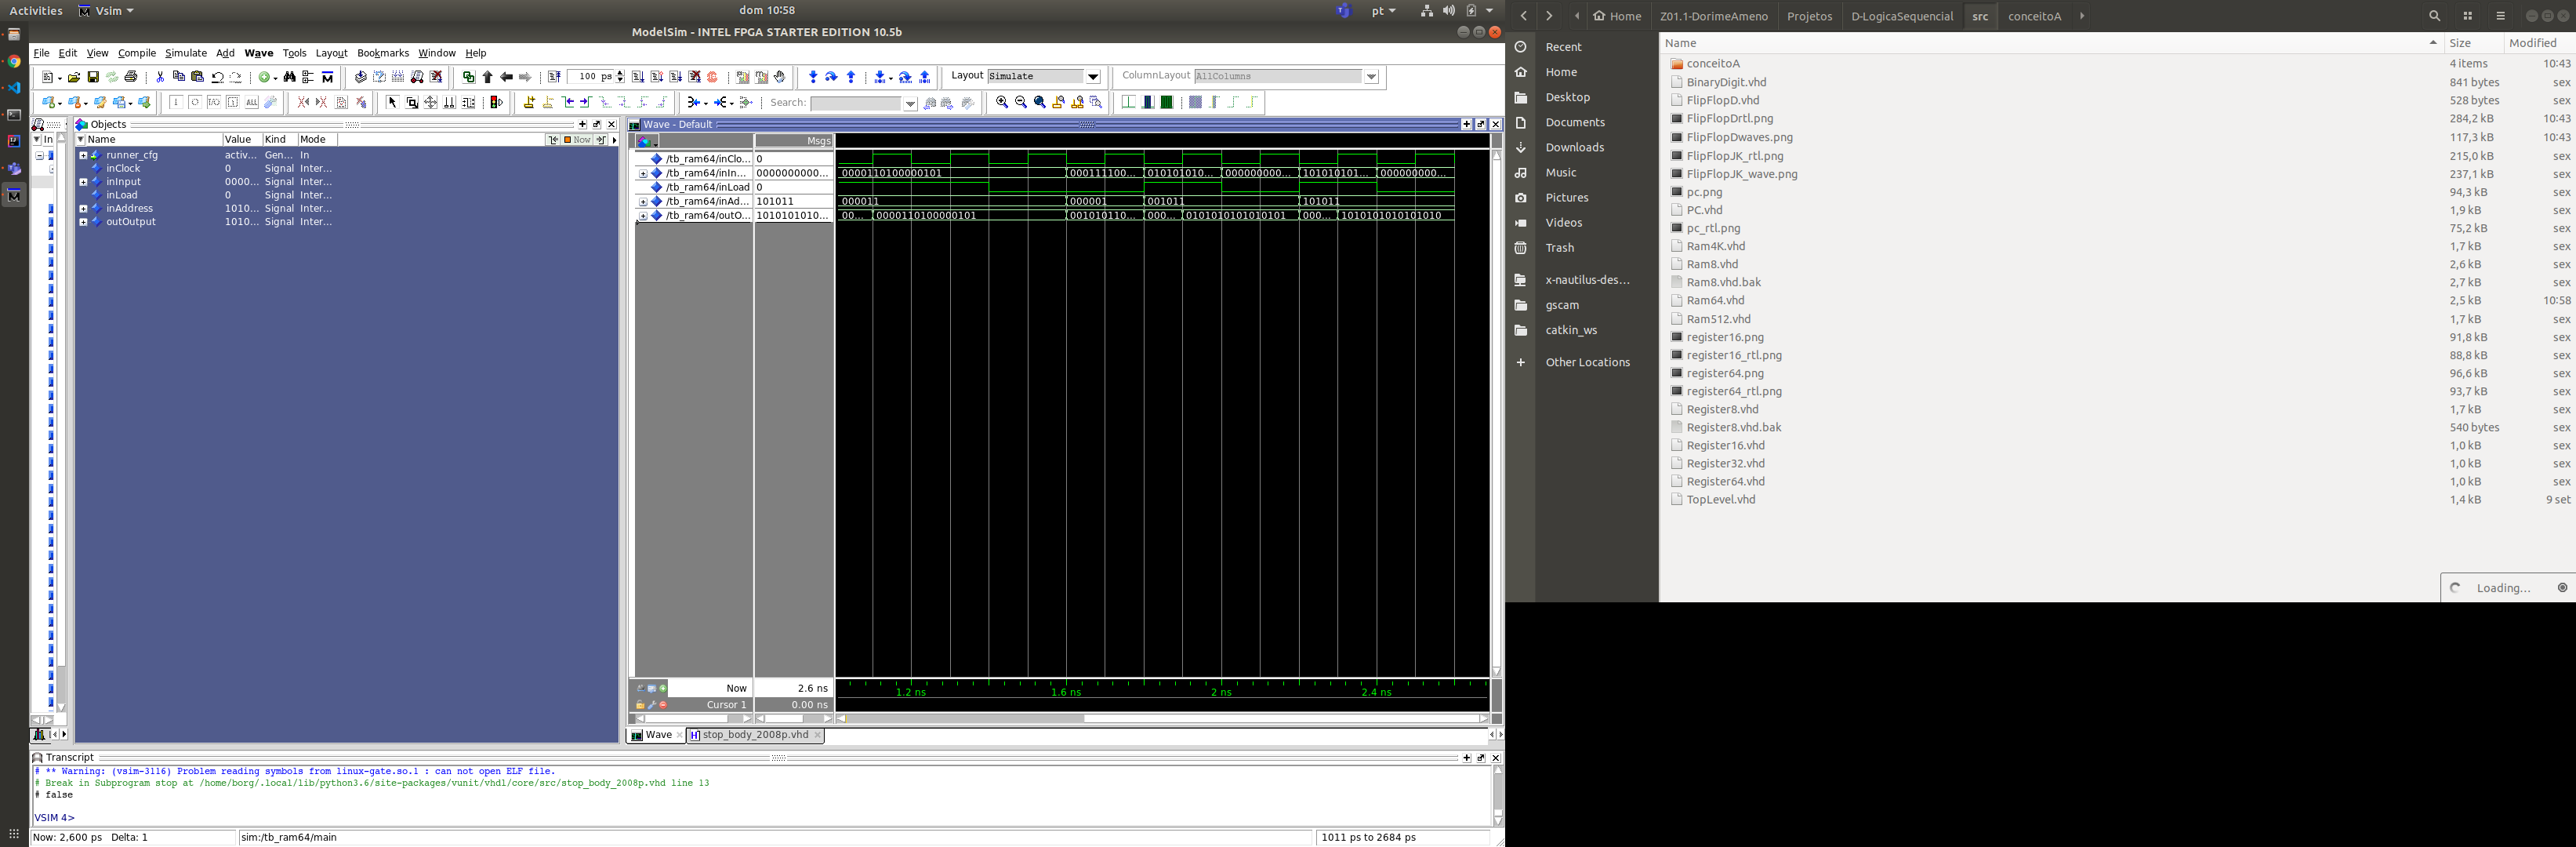 Activities Vsim dom 10:58 pt
ModelSim - INTEL FPGA STARTER EDITION 10.5b
File Edit View Compile Simulate Add Wave Tools Layout Bookmarks Window Help
100 ps Layout Simulate ColumnLayout AllColumns
Search:
In
Objects
Name Value Kind Mode Now
runner_cfg activ... Gen... In
inClock 0 Signal Inter...
inInput 0000... Signal Inter...
inLoad 0 Signal Inter...
inAddress 1010... Signal Inter...
outOutput 1010... Signal Inter...
Wave - Default
Msgs
/tb_ram64/inClo... 0
/tb_ram64/inIn... 0000000000... 0000110100000101 000111100... 010101010... 000000000... 101010101... 000000000...
/tb_ram64/inLoad 0
/tb_ram64/inAd... 101011 000011 000001 001011 101011
/tb_ram64/outO... 1010101010... 00... 0000110100000101 001010110... 000... 0101010101010101 000... 1010101010101010
Now 2.6 ns 1.2 ns 1.6 ns 2 ns 2.4 ns
Cursor 1 0.00 ns
Wave stop_body_2008p.vhd
Transcript
# ** Warning: (vsim-3116) Problem reading symbols from linux-gate.so.1 : can not open ELF file.
# Break in Subprogram stop at /home/borg/.local/lib/python3.6/site-packages/vunit/vhdl/core/src/stop_body_2008p.vhd line 13
# false
VSIM 4>
Now: 2,600 ps Delta: 1 sim:/tb_ram64/main 1011 ps to 2684 ps
Home Z01.1-DorimeAmeno Projetos D-LogicaSequencial src conceitoA
Recent
Home
Desktop
Documents
Downloads
Music
Pictures
Videos
Trash
x-nautilus-des...
gscam
catkin_ws
+ Other Locations
Name Size Modified
conceitoA 4 items 10:43
BinaryDigit.vhd 841 bytes sex
FlipFlopD.vhd 528 bytes sex
FlipFlopDrtl.png 284,2 kB 10:43
FlipFlopDwaves.png 117,3 kB 10:43
FlipFlopJK_rtl.png 215,0 kB sex
FlipFlopJK_wave.png 237,1 kB sex
pc.png 94,3 kB sex
PC.vhd 1,9 kB sex
pc_rtl.png 75,2 kB sex
Ram4K.vhd 1,7 kB sex
Ram8.vhd 2,6 kB sex
Ram8.vhd.bak 2,7 kB sex
Ram64.vhd 2,5 kB 10:58
Ram512.vhd 1,7 kB sex
register16.png 91,8 kB sex
register16_rtl.png 88,8 kB sex
register64.png 96,6 kB sex
register64_rtl.png 93,7 kB sex
Register8.vhd 1,7 kB sex
Register8.vhd.bak 540 bytes sex
Register16.vhd 1,0 kB sex
Register32.vhd 1,0 kB sex
Register64.vhd 1,0 kB sex
TopLevel.vhd 1,4 kB 9 set
Loading...